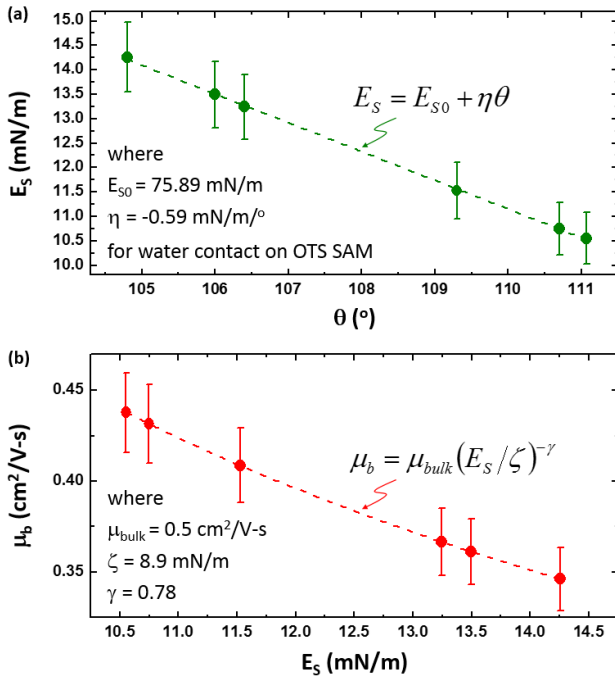 (a)
15.0
14.5
14.0
13.5
13.0
12.5
12.0
11.5
11.0
10.5
10.0
E_S (mN/m)
E_S = E_S0 + ηθ
where
E_S0 = 75.89 mN/m
η = -0.59 mN/m/°
for water contact on OTS SAM
105 106 107 108 109 110 111
θ (°)
(b)
0.45
0.40
0.35
μ_b (cm²/V-s)
μ_b = μ_bulk(E_S/ζ)^-γ
where
μ_bulk = 0.5 cm²/V-s
ζ = 8.9 mN/m
γ = 0.78
10.5 11.0 11.5 12.0 12.5 13.0 13.5 14.0 14.5
E_S (mN/m)